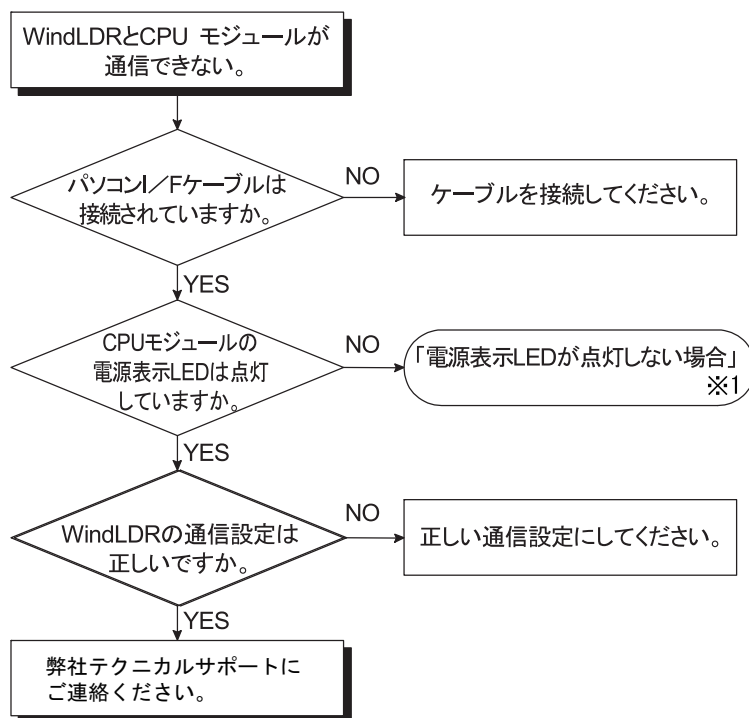 WindLDRとCPU モジュールが
通信できない。
パソコンI／Fケーブルは
接続されていますか。
NO
ケーブルを接続してください。
YES
CPUモジュールの
電源表示LEDは点灯
していますか。
NO
「電源表示LEDが点灯しない場合」
※1
YES
WindLDRの通信設定は
正しいですか。
NO
正しい通信設定にしてください。
YES
弊社テクニカルサポートに
ご連絡ください。